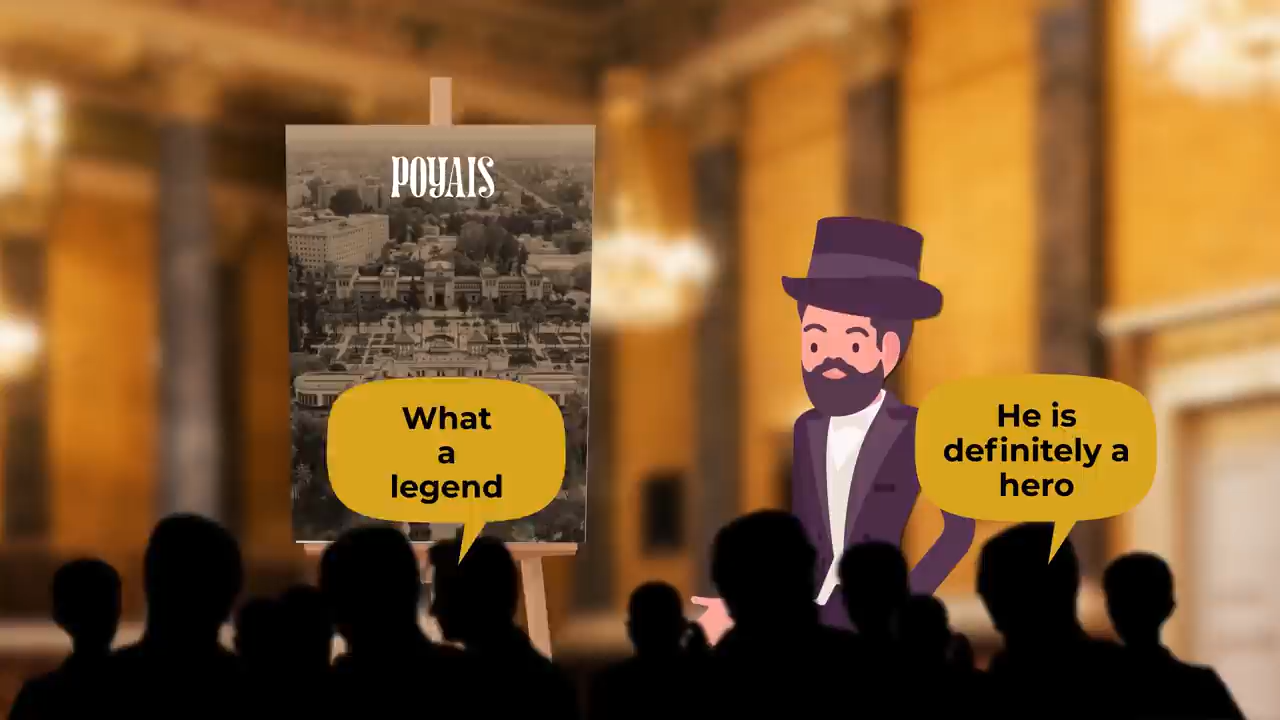 POYAIS
What
a
legend
He is
definitely a
hero